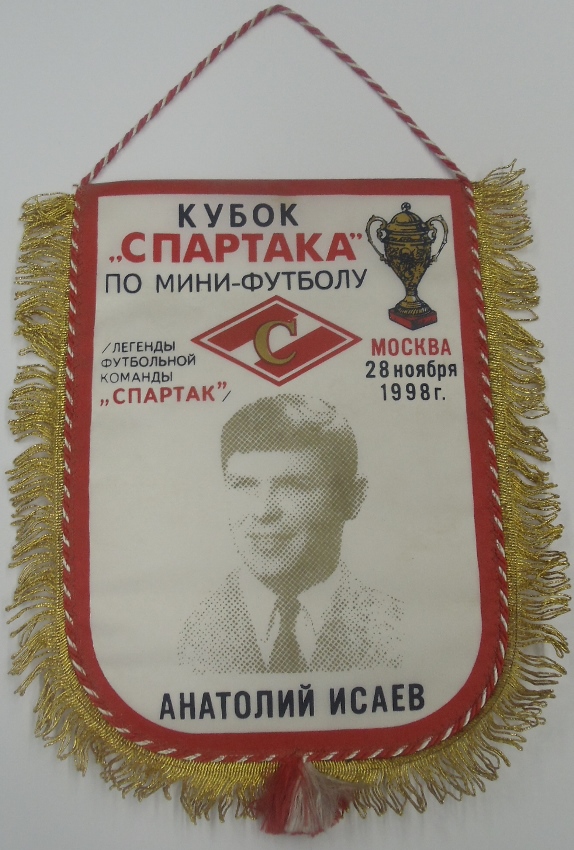 КУБОК
„СПАРТАКА"
ПО МИНИ-ФУТБОЛУ
/ЛЕГЕНДЫ
ФУТБОЛЬНОЙ
КОМАНДЫ
„СПАРТАК"/
С
МОСКВА
28 ноября
1998г.
АНАТОЛИЙ ИСАЕВ